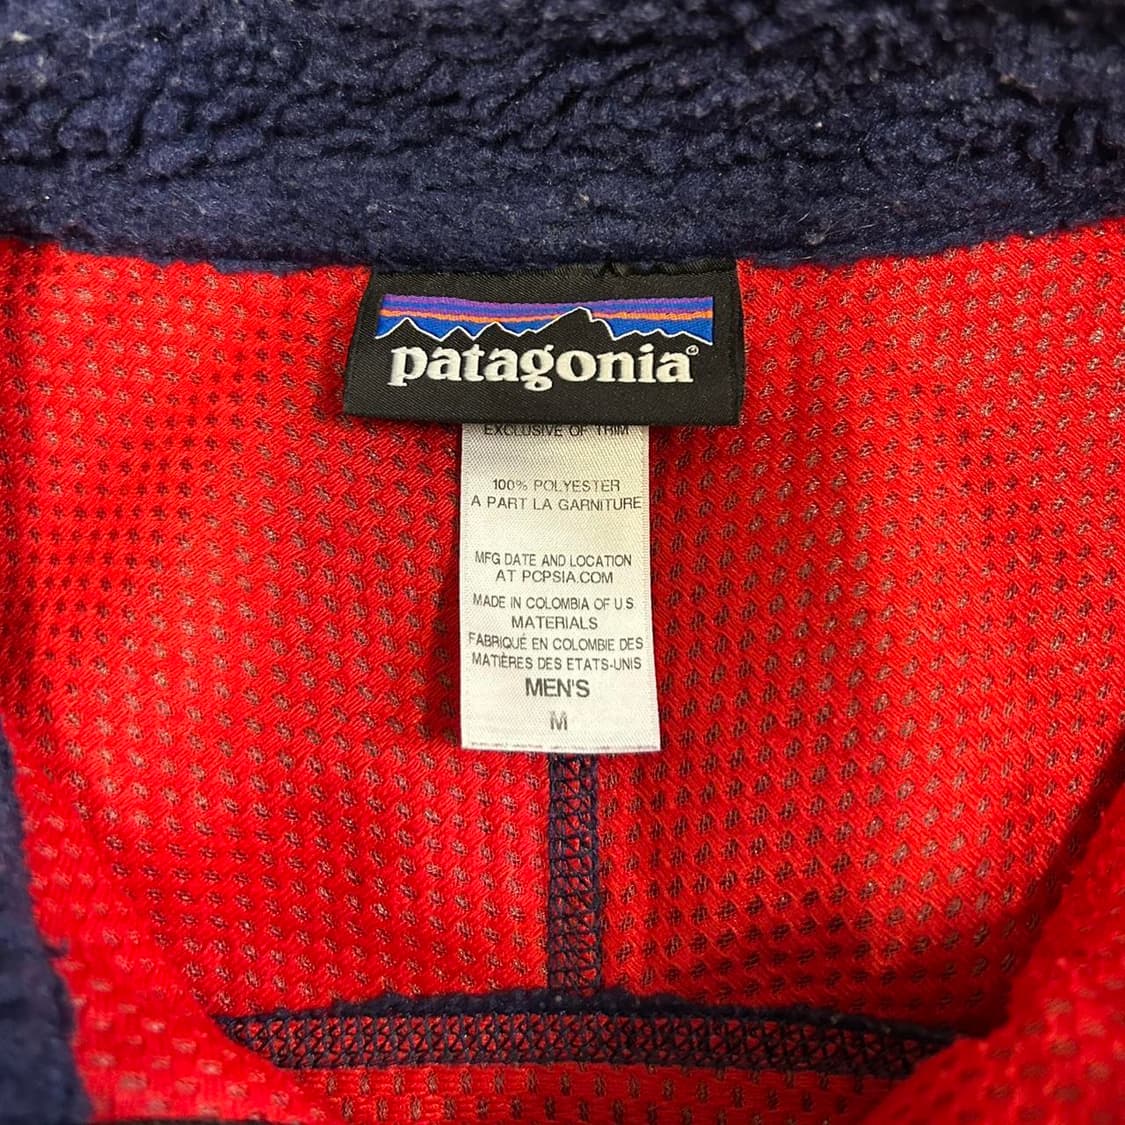 patagonia®
EXCLUSIVE OF TRIM
100% POLYESTER
A PART LA GARNITURE
MFG DATE AND LOCATION
AT PCPSIA.COM
MADE IN COLOMBIA OF U.S.
MATERIALS
FABRIQUÉ EN COLOMBIE DES
MATIÈRES DES ETATS-UNIS
MEN'S
M